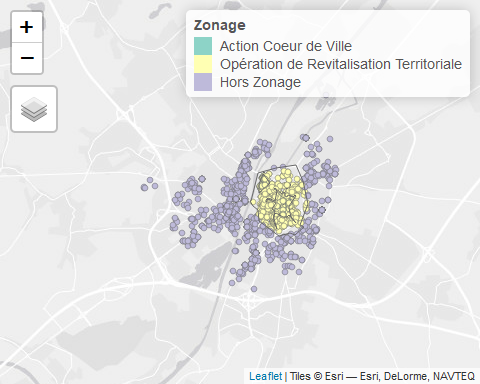 +
−
Zonage
Action Coeur de Ville
Opération de Revitalisation Territoriale
Hors Zonage
Leaflet | Tiles © Esri — Esri, DeLorme, NAVTEQ